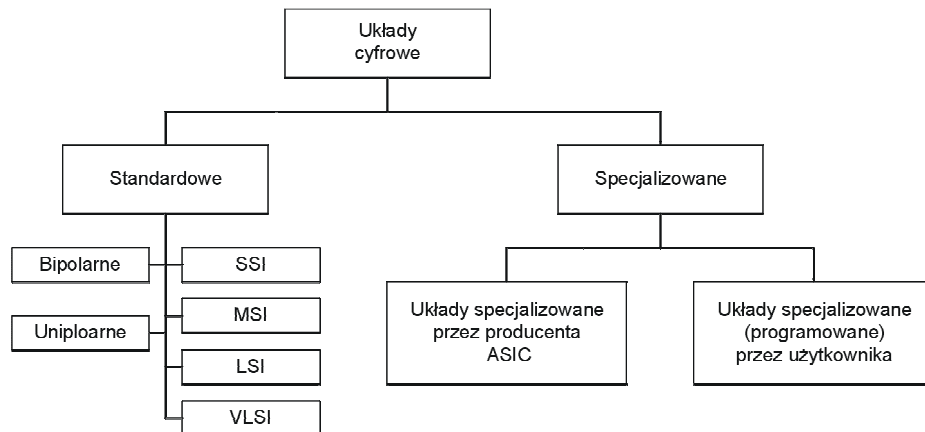 Układy
cyfrowe
Standardowe
Specjalizowane
Bipolarne
SSI
Uniploarne
MSI
LSI
VLSI
Układy specjalizowane
przez producenta
ASIC
Układy specjalizowane
(programowane)
przez użytkownika